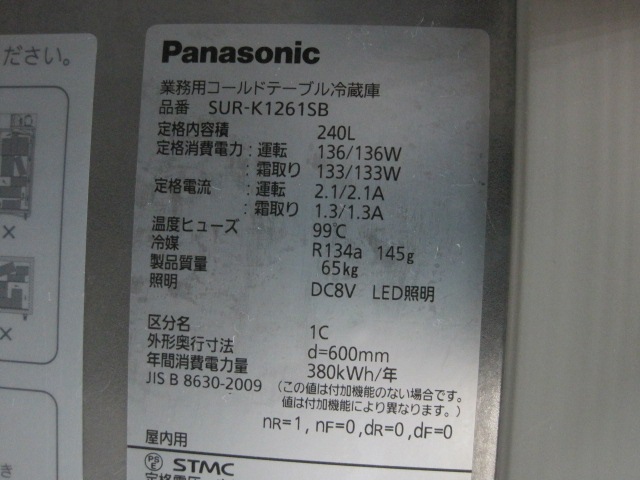 ださい。
Panasonic
業務用コールドテーブル冷蔵庫
品番 SUR-K1261SB
定格内容積 240L
定格消費電力:運転 136/136W
:霜取り 133/133W
定格電流 :運転 2.1/2.1A
:霜取り 1.3/1.3A
温度ヒューズ 99℃
冷媒 R134a 145g
製品質量 65kg
照明 DC8V LED照明
区分名 1C
外形奥行寸法 d=600mm
年間消費電力量 380kWh/年
JIS B 8630-2009 (この値は付加機能のない場合です。
値は付加機能により異なります。)
nR=1, nF=0,dR=0,dF=0
屋内用
PSE STMC
き